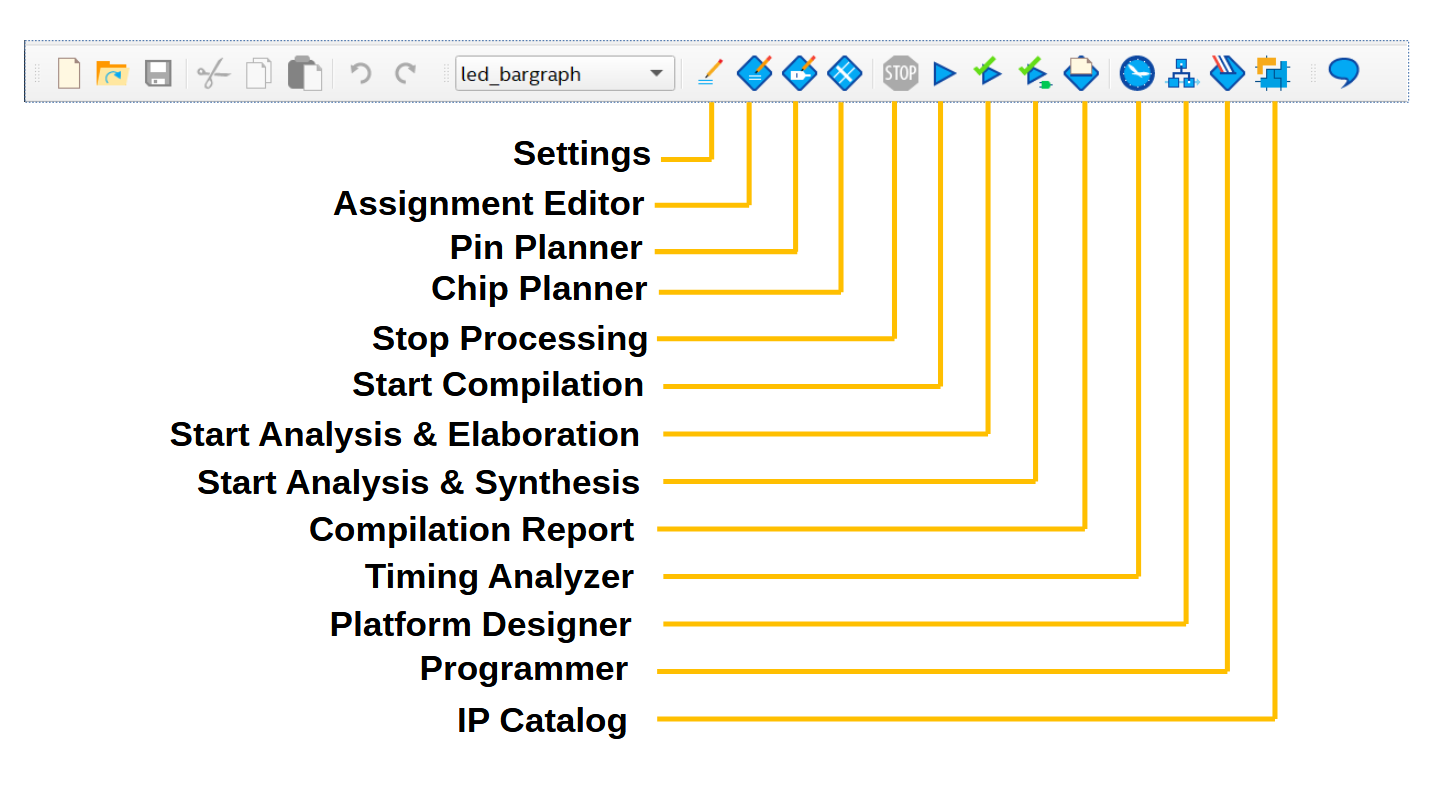 led_bargraph
STOP
Settings
Assignment Editor
Pin Planner
Chip Planner
Stop Processing
Start Compilation
Start Analysis & Elaboration
Start Analysis & Synthesis
Compilation Report
Timing Analyzer
Platform Designer
Programmer
IP Catalog